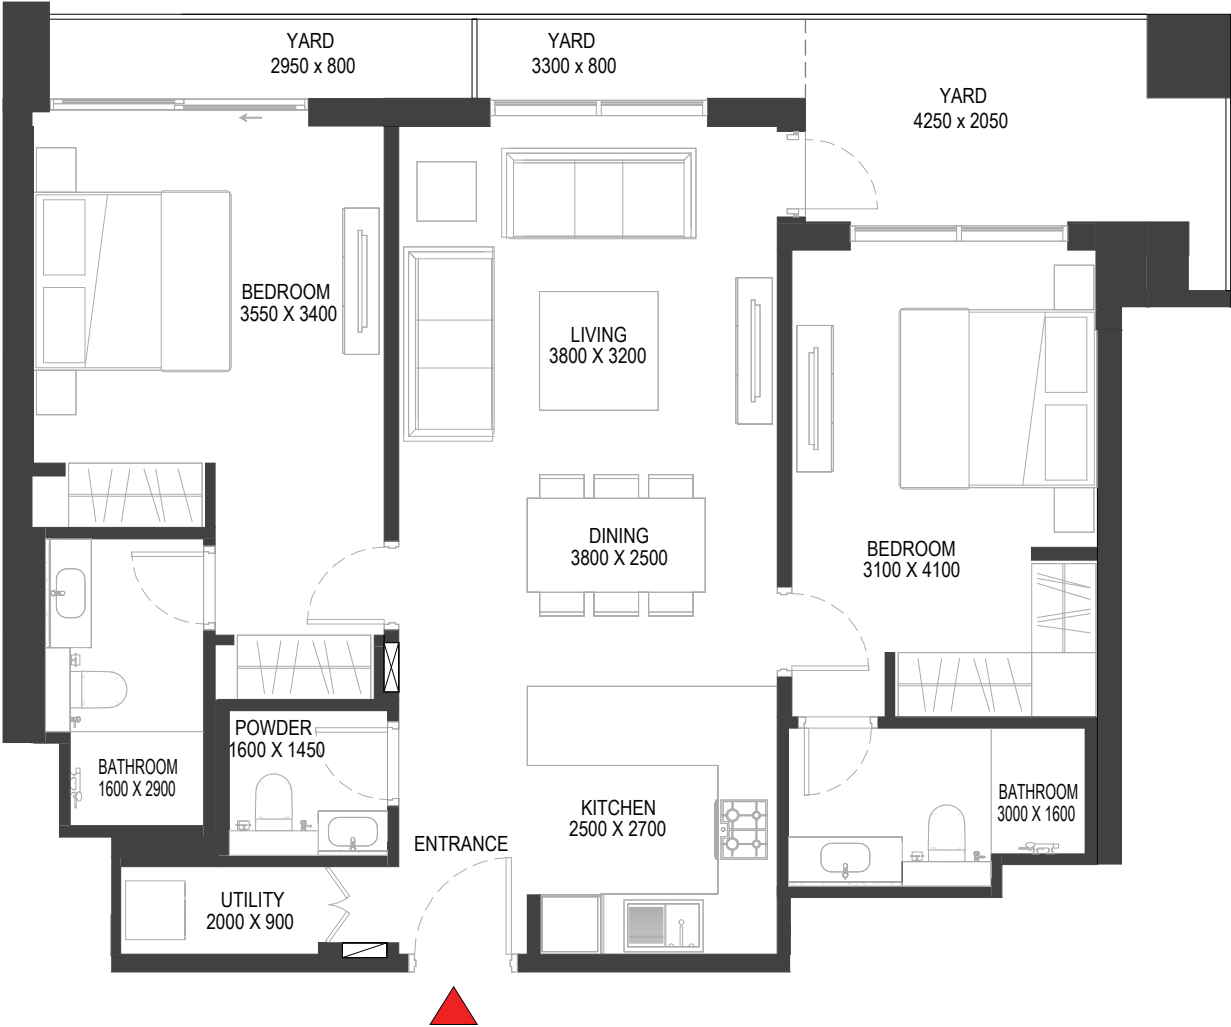 YARD
2950 x 800
YARD
3300 x 800
YARD
4250 x 2050
BEDROOM
3550 X 3400
LIVING
3800 X 3200
DINING
3800 X 2500
BEDROOM
3100 X 4100
POWDER
1600 X 1450
BATHROOM
1600 X 2900
KITCHEN
2500 X 2700
BATHROOM
3000 X 1600
ENTRANCE
UTILITY
2000 X 900